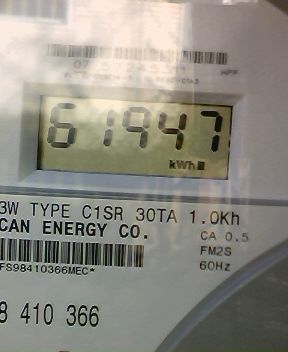 61947
kWh
3W TYPE C1SR 30TA 1.0Kh
CAN ENERGY CO.
CA 0.5
FM2S
FS98410366MEC*
60Hz
8 410 366